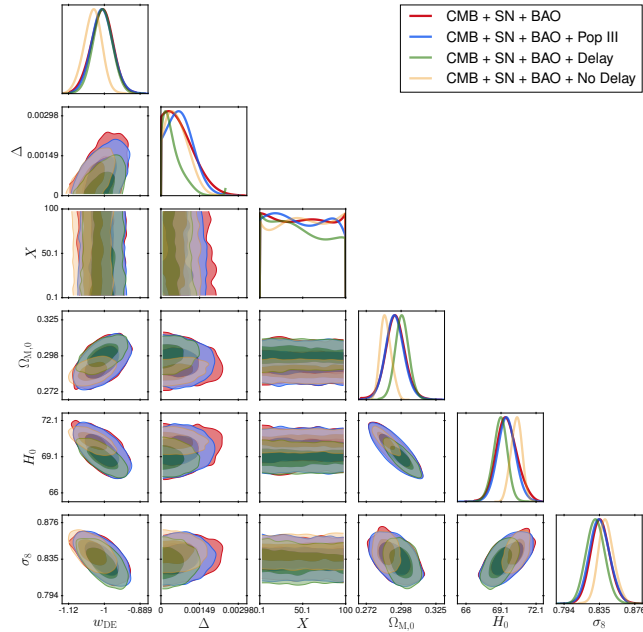 CMB + SN + BAO
CMB + SN + BAO + Pop III
CMB + SN + BAO + Delay
CMB + SN + BAO + No Delay
0.00298
0.00149
0
Δ
100
50.1
0.1
X
0.325
0.298
0.272
Ω_{M,0}
72.1
69.1
66
H_0
0.876
0.835
0.794
σ_8
-1.12 -1 -0.889
0 0.00149 0.00298
0.1 50.1 100
0.272 0.298 0.325
66 69.1 72.1
0.794 0.835 0.876
w_{DE} Δ X Ω_{M,0} H_0 σ_8